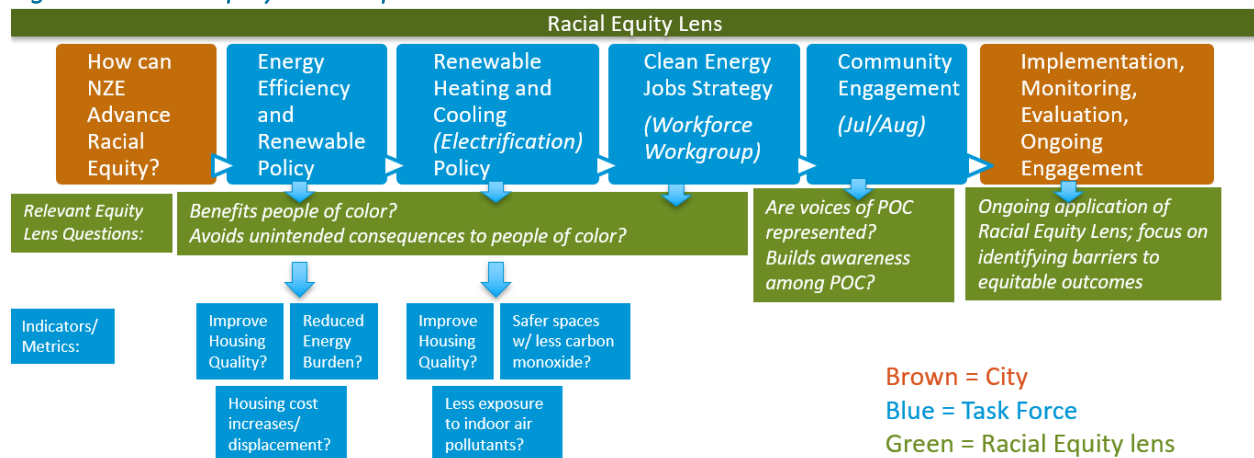 Racial Equity Lens
How can
NZE
Advance
Racial
Equity?
Energy
Efficiency
and
Renewable
Policy
Renewable
Heating and
Cooling
(Electrification)
Policy
Clean Energy
Jobs Strategy
(Workforce
Workgroup)
Community
Engagement
(Jul/Aug)
Implementation,
Monitoring,
Evaluation,
Ongoing
Engagement
Relevant Equity
Lens Questions:
Benefits people of color?
Avoids unintended consequences to people of color?
Are voices of POC
represented?
Builds awareness
among POC?
Ongoing application of
Racial Equity Lens; focus on
identifying barriers to
equitable outcomes
Indicators/
Metrics:
Improve
Housing
Quality?
Reduced
Energy
Burden?
Improve
Housing
Quality?
Safer spaces
w/ less carbon
monoxide?
Housing cost
increases/
displacement?
Less exposure
to indoor air
pollutants?
Brown = City
Blue = Task Force
Green = Racial Equity lens